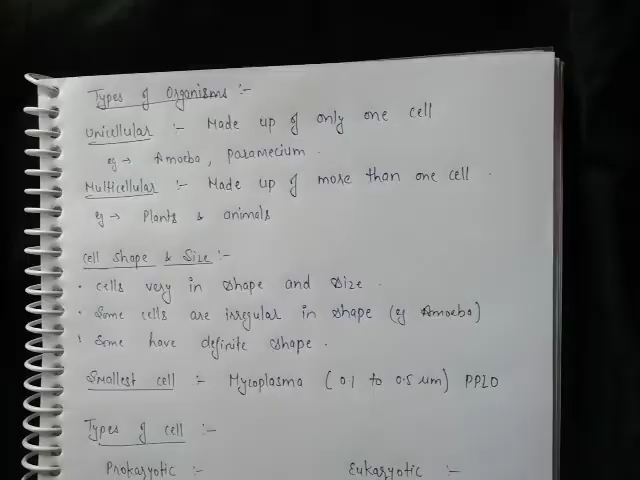 Types of Organisms :-
Unicellular :- Made up of only one cell
eg → Amoeba, paramecium.
Multicellular :- Made up of more than one cell.
eg → Plants & animals
Cell shape & Size :-
· Cells very in shape and size.
· Some cells are irregular in shape (eg Amoeba)
· Some have definite shape.
Smallest cell :- Mycoplasma (0.1 to 0.5 um) PPLO
Types of cell :-
Prokaryotic :- Eukaryotic :-